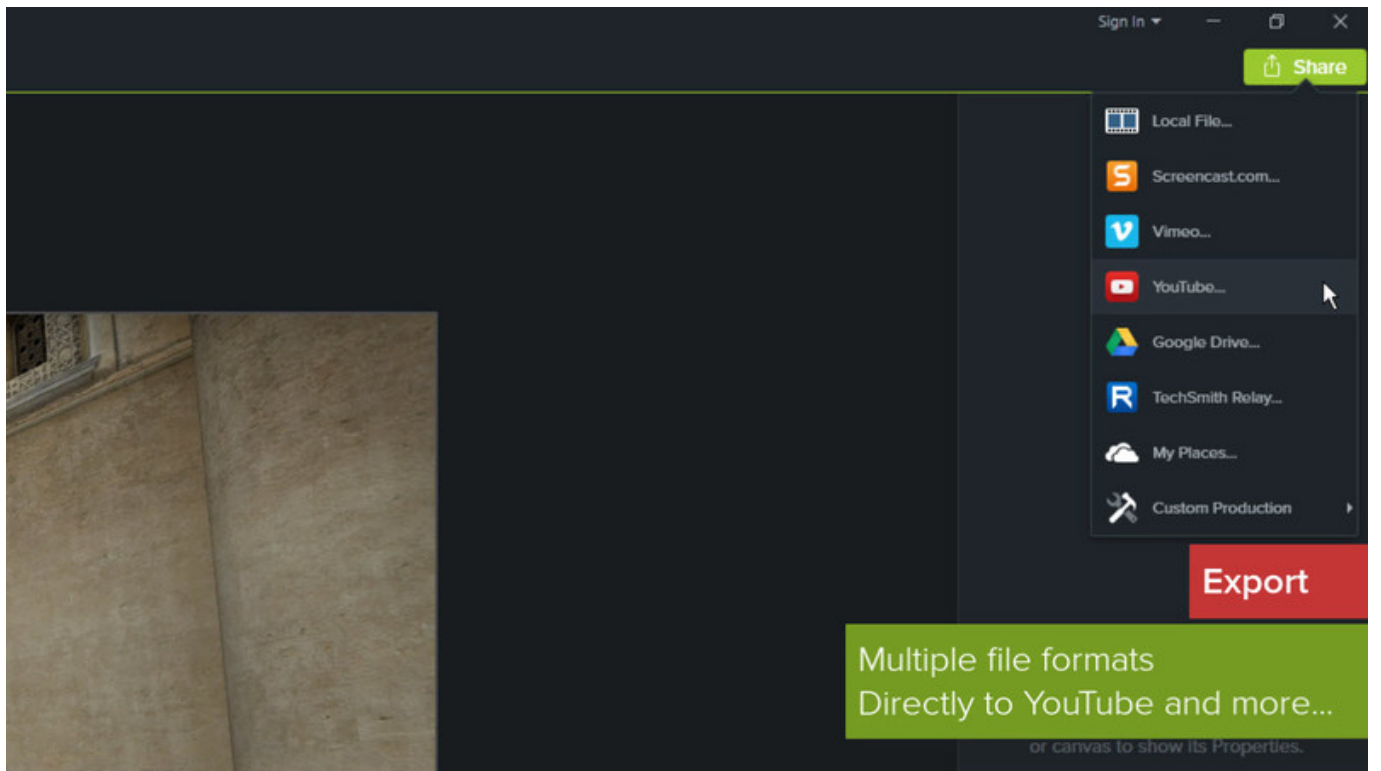 Sign In
Share
Local File...
Screencast.com...
Vimeo...
YouTube...
Google Drive...
TechSmith Relay...
My Places...
Custom Production
Export
Multiple file formats
Directly to YouTube and more...
or canvas to show its Properties.